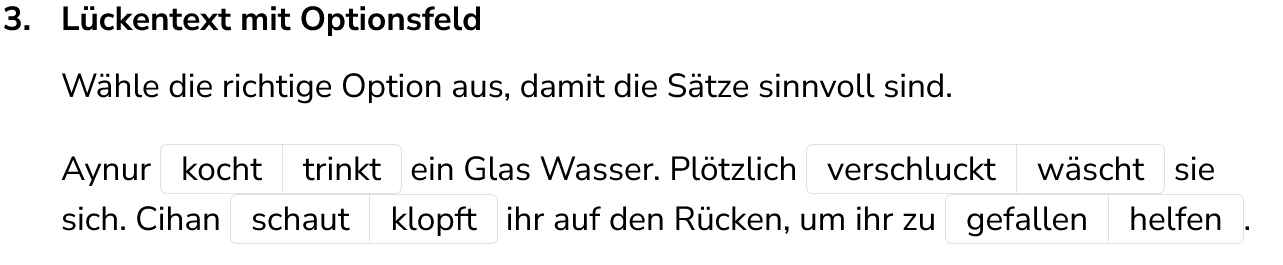 3. Lückentext mit Optionsfeld
Wähle die richtige Option aus, damit die Sätze sinnvoll sind.
Aynur kocht trinkt ein Glas Wasser. Plötzlich verschluckt wäscht sie
sich. Cihan schaut klopft ihr auf den Rücken, um ihr zu gefallen helfen.